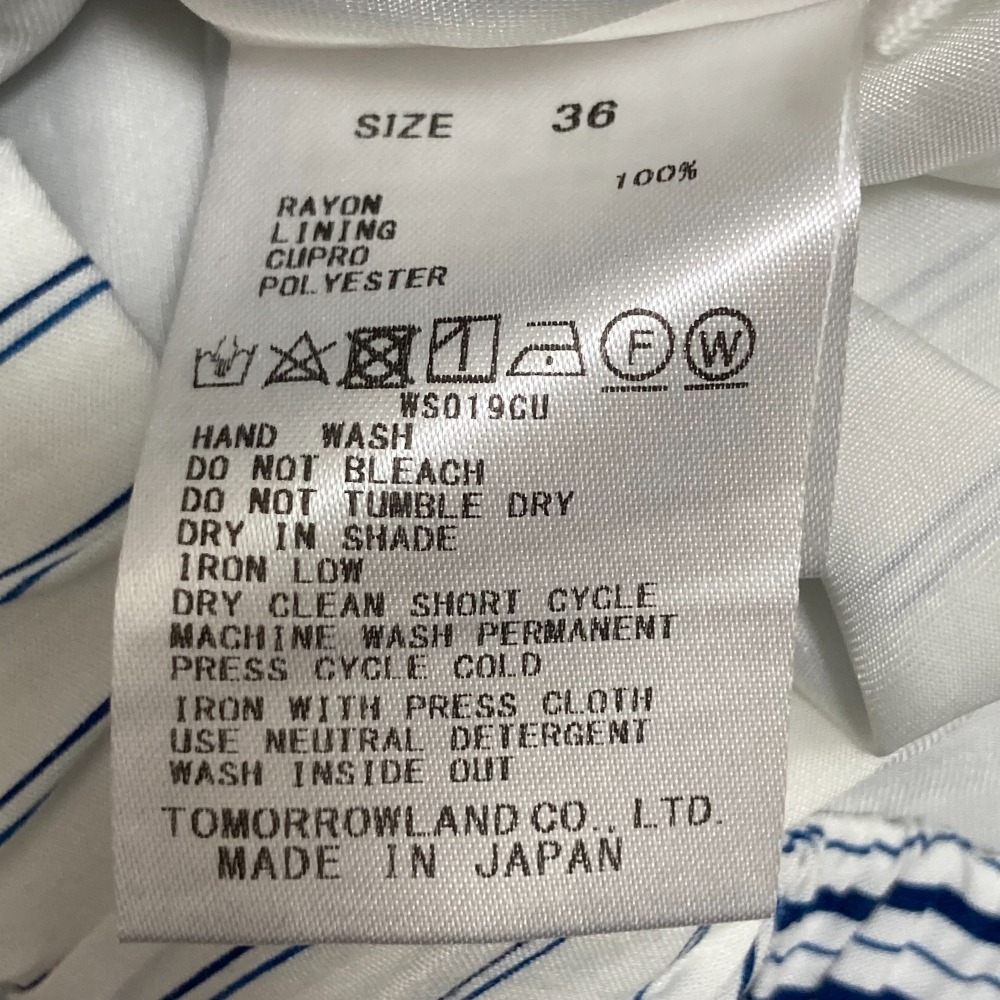 SIZE 36
100%
RAYON
LINING
CUPRO
POLYESTER
F W
WS019CU
HAND WASH
DO NOT BLEACH
DO NOT TUMBLE DRY
DRY IN SHADE
IRON LOW
DRY CLEAN SHORT CYCLE
MACHINE WASH PERMANENT
PRESS CYCLE COLD
IRON WITH PRESS CLOTH
USE NEUTRAL DETERGENT
WASH INSIDE OUT
TOMORROWLAND CO., LTD.
MADE IN JAPAN